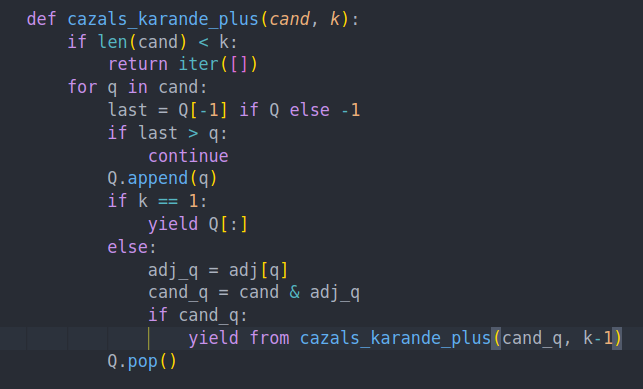 def cazals_karande_plus(cand, k):
    if len(cand) < k:
        return iter([])
    for q in cand:
        last = Q[-1] if Q else -1
        if last > q:
            continue
        Q.append(q)
        if k == 1:
            yield Q[:]
        else:
            adj_q = adj[q]
            cand_q = cand & adj_q
            if cand_q:
                yield from cazals_karande_plus(cand_q, k-1)
        Q.pop()